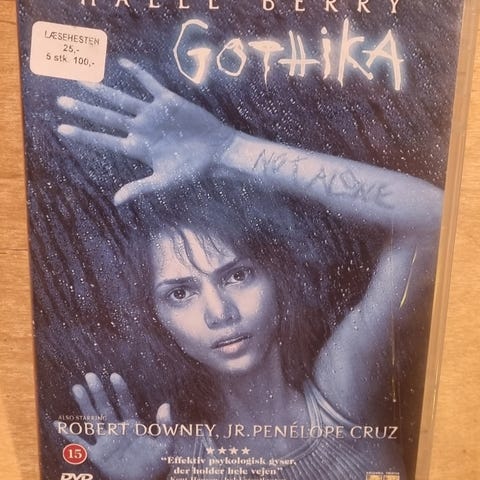 HALLE BERRY
LÆSEHESTEN
25,-
5 stk. 100,-
GOTHIKA
NOT ALONE
ALSO STARRING
ROBERT DOWNEY, JR. PENÉLOPE CRUZ
★★★★
15
"Effektiv psykologisk gyser,
der holder hele vejen"
DVD